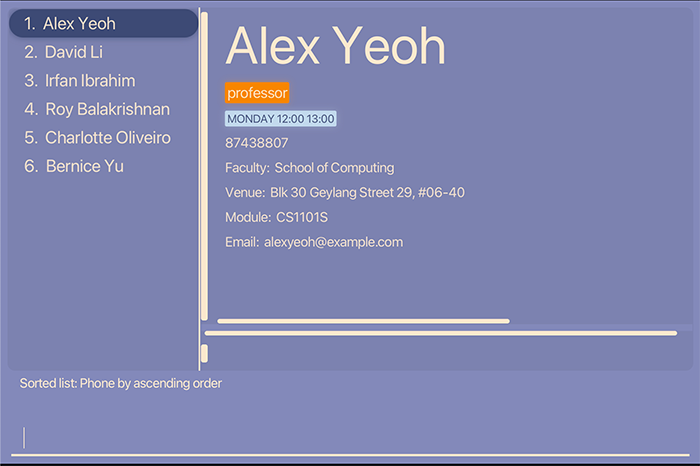 1. Alex Yeoh
2. David Li
3. Irfan Ibrahim
4. Roy Balakrishnan
5. Charlotte Oliveiro
6. Bernice Yu
Alex Yeoh
professor
MONDAY 12:00 13:00
87438807
Faculty: School of Computing
Venue: Blk 30 Geylang Street 29, #06-40
Module: CS1101S
Email: alexyeoh@example.com
Sorted list: Phone by ascending order